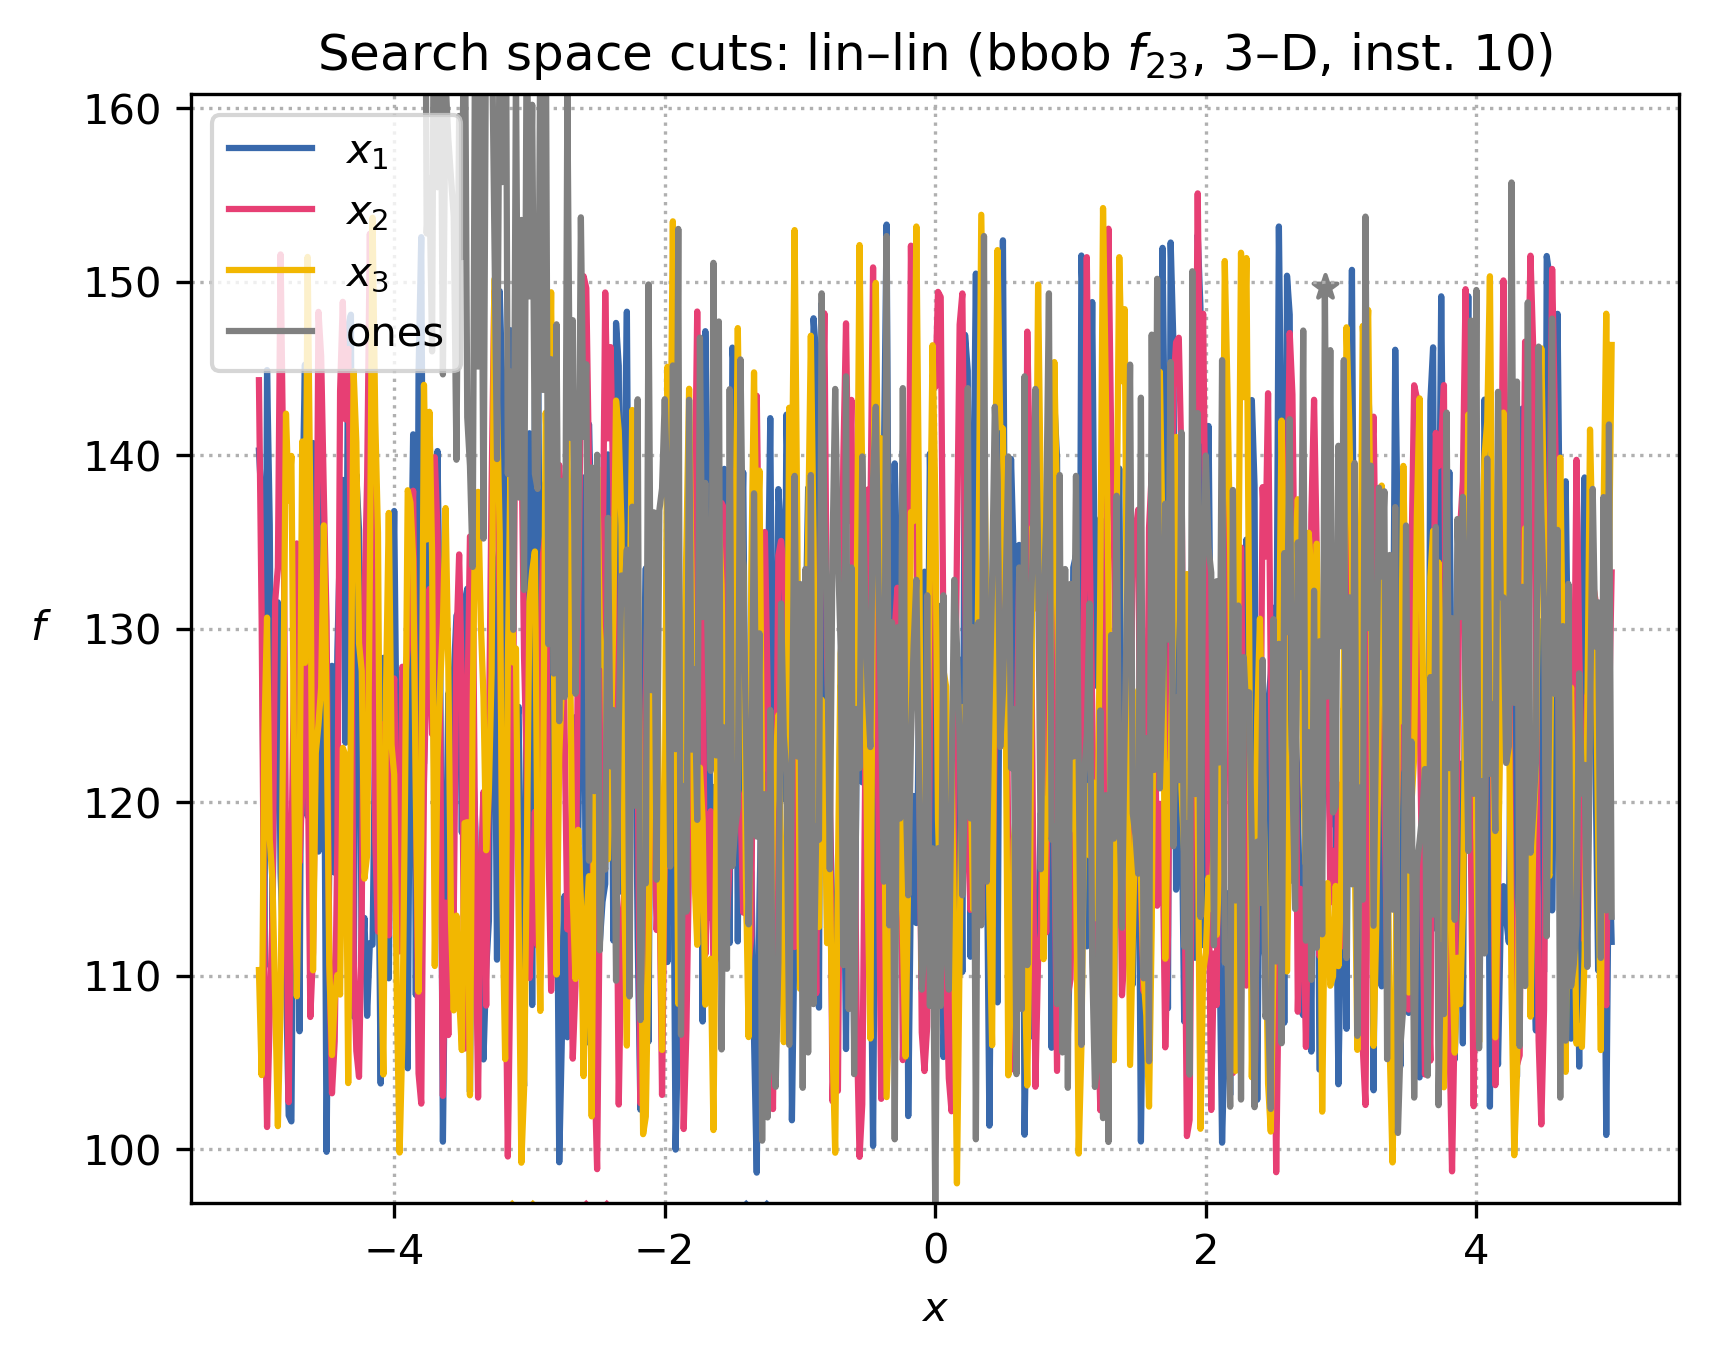 Search space cuts: lin–lin (bbob f₂₃, 3–D, inst. 10)
160
150
140
130
120
110
100
f
x₁
x₂
x₃
ones
−4
−2
0
2
4
x